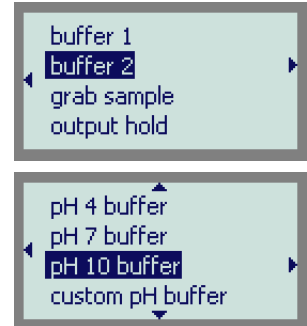 buffer 1
buffer 2
grab sample
output hold
pH 4 buffer
pH 7 buffer
pH 10 buffer
custom pH buffer